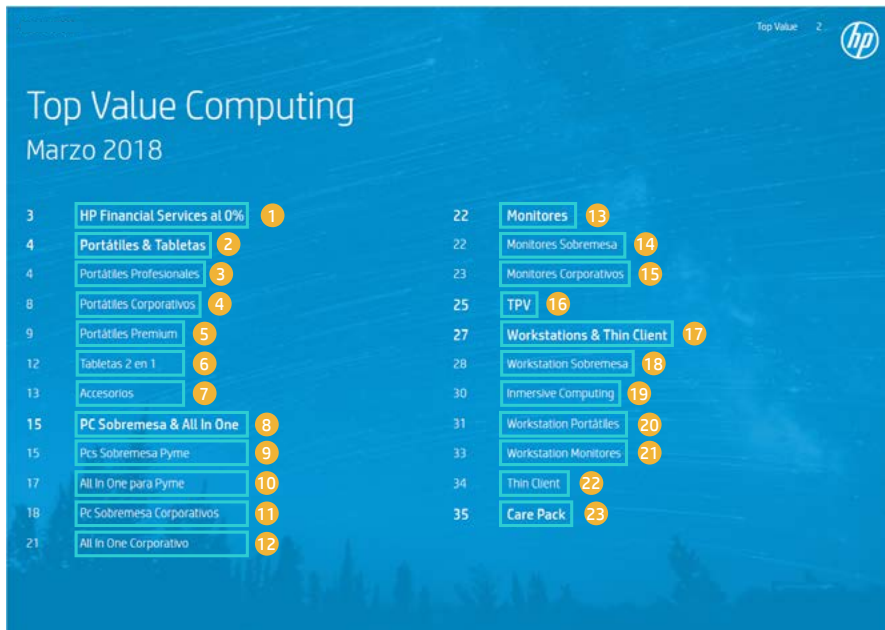 Top Value 2
hp
Top Value Computing
Marzo 2018
3 HP Financial Services al 0% 1
4 Portátiles & Tabletas 2
4 Portátiles Profesionales 3
8 Portátiles Corporativos 4
9 Portátiles Premium 5
12 Tabletas 2 en 1 6
13 Accesorios 7
15 PC Sobremesa & All In One 8
15 Pcs Sobremesa Pyme 9
17 All In One para Pyme 10
18 Pc Sobremesa Corporativos 11
21 All In One Corporativo 12
22 Monitores 13
22 Monitores Sobremesa 14
23 Monitores Corporativos 15
25 TPV 16
27 Workstations & Thin Client 17
28 Workstation Sobremesa 18
30 Inmersive Computing 19
31 Workstation Portátiles 20
33 Workstation Monitores 21
34 Thin Client 22
35 Care Pack 23